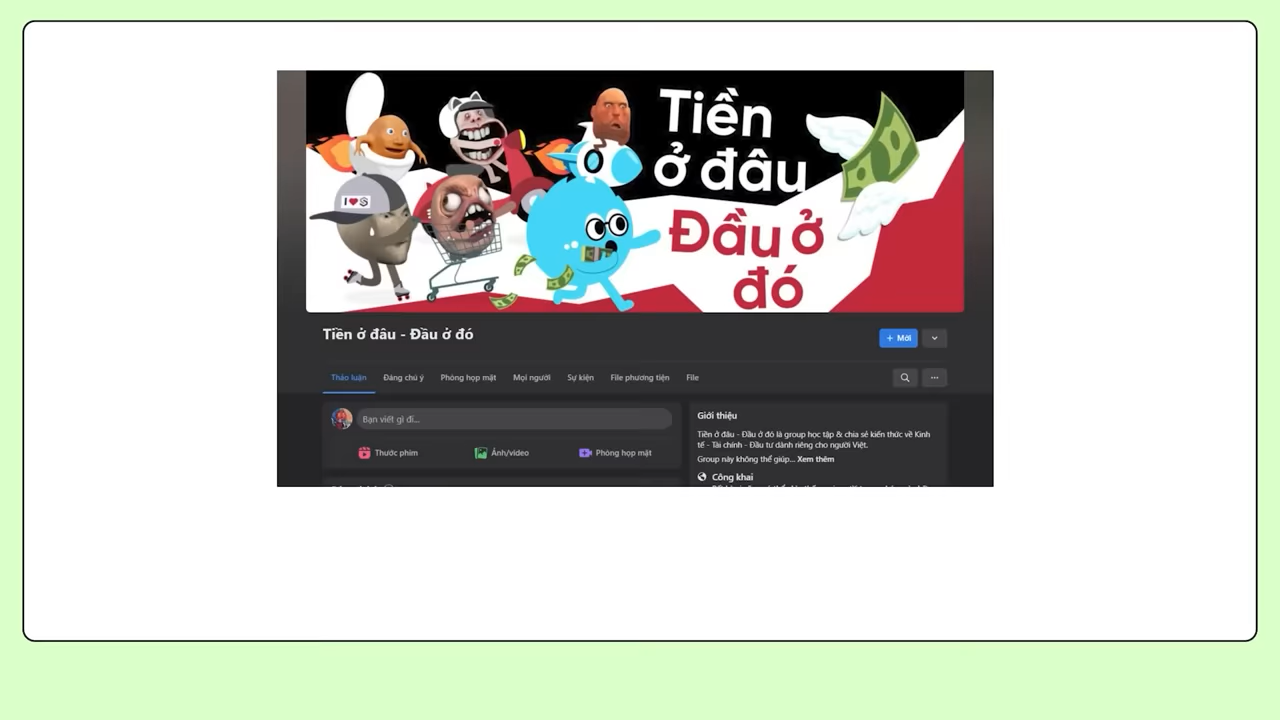 Tiền
ở đâu
Đầu ở
đó
I ❤ S
Tiền ở đâu - Đầu ở đó
+ Mời
Thảo luận
Đáng chú ý
Phòng họp mặt
Mọi người
Sự kiện
File phương tiện
File
Bạn viết gì đi...
Thước phim
Ảnh/video
Phòng họp mặt
Giới thiệu
Tiền ở đâu - Đầu ở đó là group học tập & chia sẻ kiến thức về Kinh
tế - Tài chính - Đầu tư dành riêng cho người Việt.
Group này không thể giúp... Xem thêm
Công khai